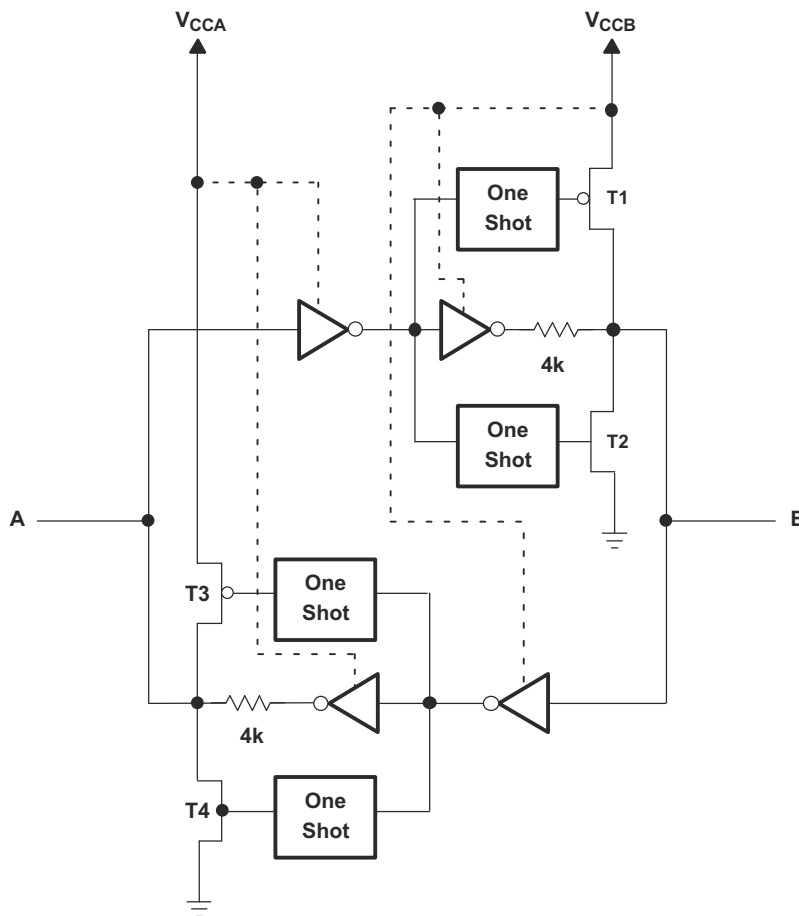 VCCA
VCCB
One
Shot
T1
4k
One
Shot
T2
A
B
T3
One
Shot
4k
T4
One
Shot